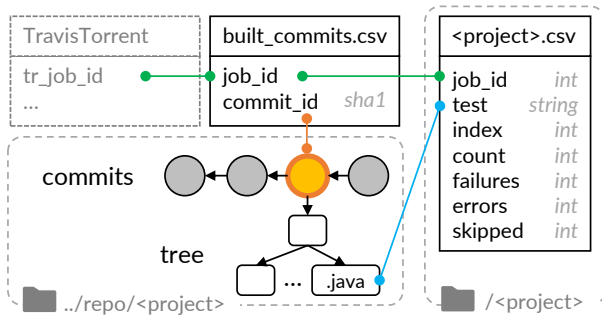 TravisTorrent
tr_job_id
...
built_commits.csv
job_id
commit_id sha1
<project>.csv
job_id int
test string
index int
count int
failures int
errors int
skipped int
commits
tree
... .java
../repo/<project>
/<project>